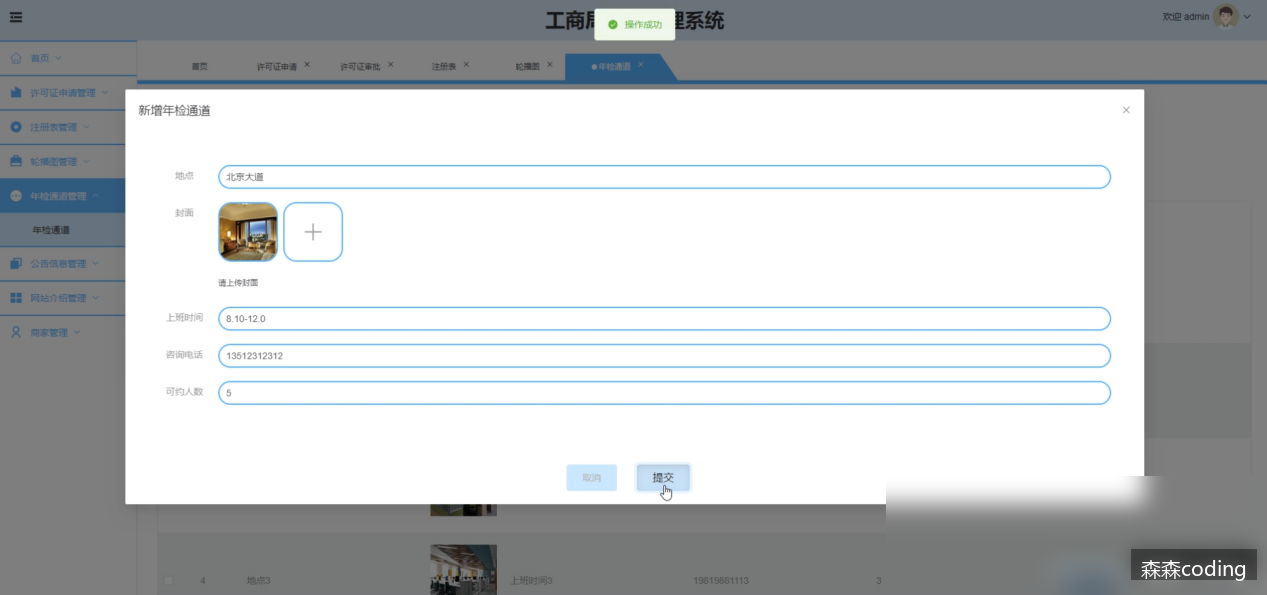 工商局
理系统
操作成功
欢迎 admin
首页
首页
许可证申请
许可证审批
注册表
轮播图
年检通道
许可证申请管理
注册表管理
轮播图管理
年检通道管理
年检通道
公告信息管理
网站介绍管理
商家管理
新增年检通道
地点
北京大道
封面
请上传封面
上班时间
8.10-12.0
咨询电话
13512312312
可约人数
5
取消
提交
4
地点3
上班时间3
19819881113
3
森森coding